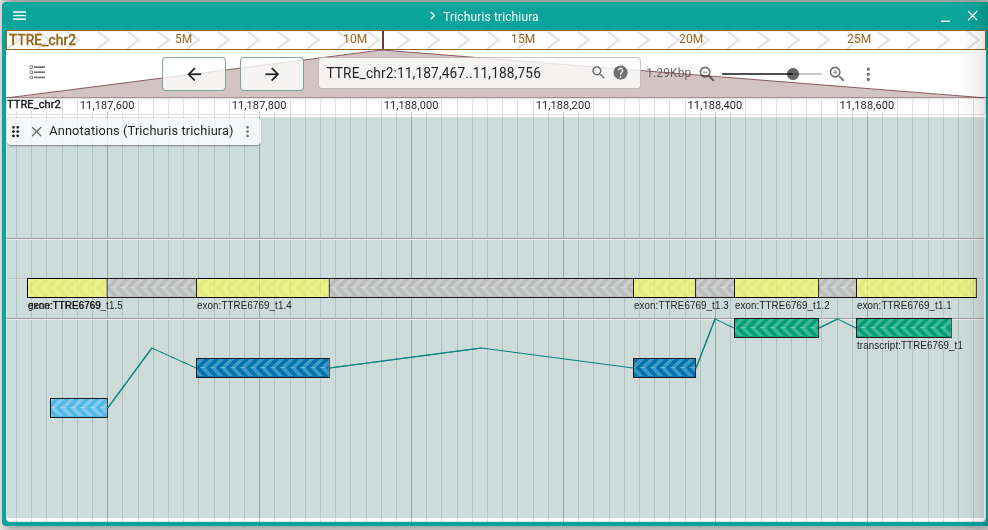 Trichuris trichiura
TTRE_chr2 5M 10M 15M 20M 25M
TTRE_chr2:11,187,467..11,188,756 1.29Kbp
TTRE_chr2 11,187,600 11,187,800 11,188,000 11,188,200 11,188,400 11,188,600
Annotations (Trichuris trichiura)
exon:TTRE6769_t1.5 exon:TTRE6769_t1.4 exon:TTRE6769_t1.3 exon:TTRE6769_t1.2 exon:TTRE6769_t1.1
transcript:TTRE6769_t1